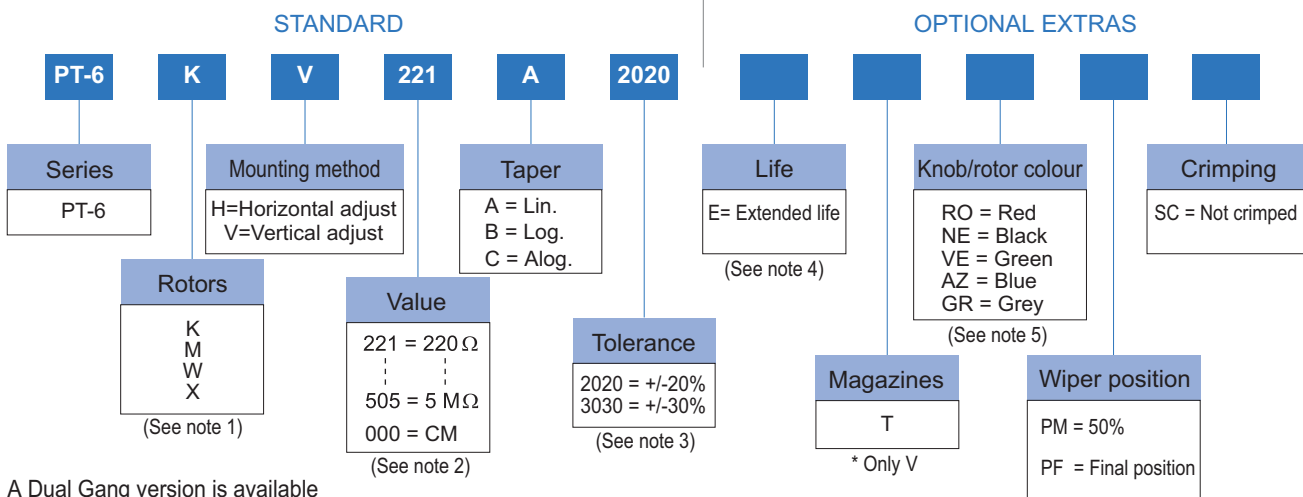 STANDARD
OPTIONAL EXTRAS
PT-6 K V 221 A 2020
Series
PT-6
Rotors
K
M
W
X
(See note 1)
Mounting method
H=Horizontal adjust
V=Vertical adjust
Value
221 = 220 Ω
505 = 5 MΩ
000 = CM
(See note 2)
Taper
A = Lin.
B = Log.
C = Alog.
Tolerance
2020 = +/-20%
3030 = +/-30%
(See note 3)
Life
E= Extended life
(See note 4)
Magazines
T
* Only V
Knob/rotor colour
RO = Red
NE = Black
VE = Green
AZ = Blue
GR = Grey
(See note 5)
Wiper position
PM = 50%
PF = Final position
Crimping
SC = Not crimped
A Dual Gang version is available